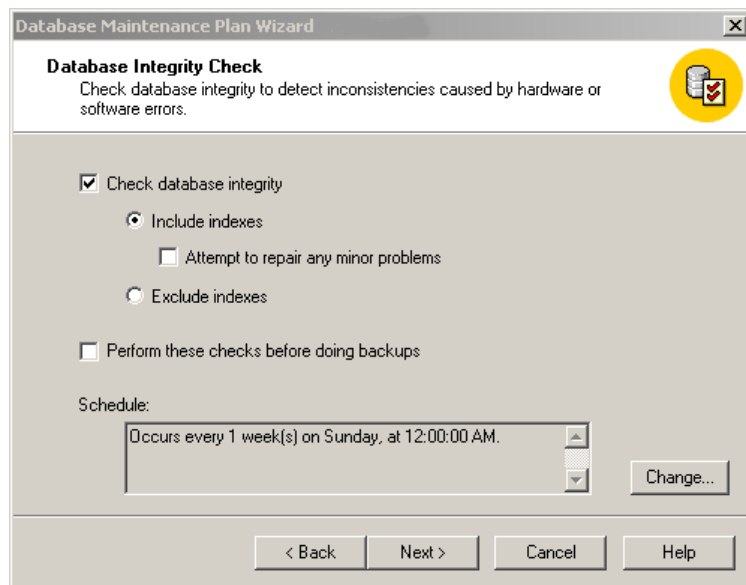 Database Maintenance Plan Wizard
Database Integrity Check
Check database integrity to detect inconsistencies caused by hardware or
software errors.
Check database integrity
Include indexes
Attempt to repair any minor problems
Exclude indexes
Perform these checks before doing backups
Schedule:
Occurs every 1 week(s) on Sunday, at 12:00:00 AM.
Change...
< Back
Next >
Cancel
Help